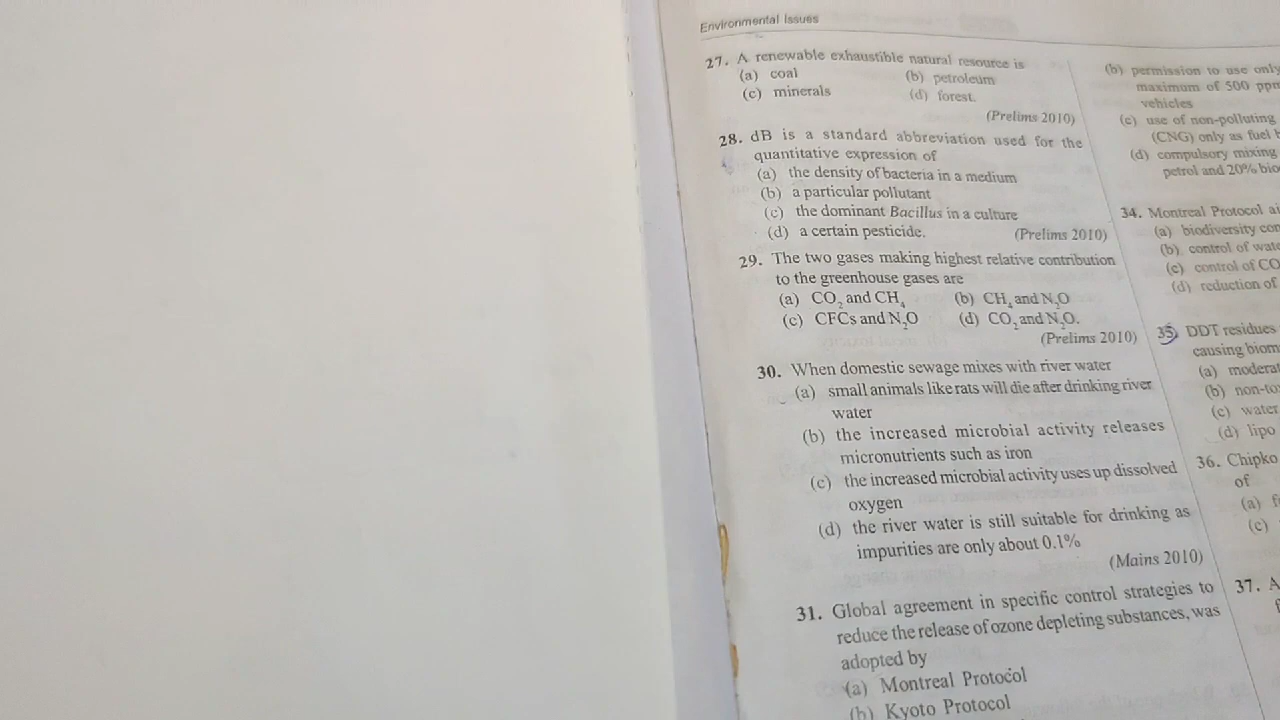 Environmental Issues
27. A renewable exhaustible natural resource is
(a) coal (b) petroleum
(c) minerals (d) forest.
(Prelims 2010)
28. dB is a standard abbreviation used for the
quantitative expression of
(a) the density of bacteria in a medium
(b) a particular pollutant
(c) the dominant Bacillus in a culture
(d) a certain pesticide. (Prelims 2010)
29. The two gases making highest relative contribution
to the greenhouse gases are
(a) CO₂ and CH₄ (b) CH₄ and N₂O
(c) CFCs and N₂O (d) CO₂ and N₂O.
(Prelims 2010)
30. When domestic sewage mixes with river water
(a) small animals like rats will die after drinking river
water
(b) the increased microbial activity releases
micronutrients such as iron
(c) the increased microbial activity uses up dissolved
oxygen
(d) the river water is still suitable for drinking as
impurities are only about 0.1%
(Mains 2010)
31. Global agreement in specific control strategies to
reduce the release of ozone depleting substances, was
adopted by
(a) Montreal Protocol
(b) Kyoto Protocol
(b) permission to use only
maximum of 500 ppm
vehicles
(c) use of non-polluting
(CNG) only as fuel
(d) compulsory mixing
petrol and 20%
34. Montreal Protocol
(a) biodiversity
(b) control of
(c) control of CO
(d) reduction of
35. DDT residues
causing
(a)
(b)
(c) water
(d) lipo
36. Chipko
of
(a)
(c)
37. A